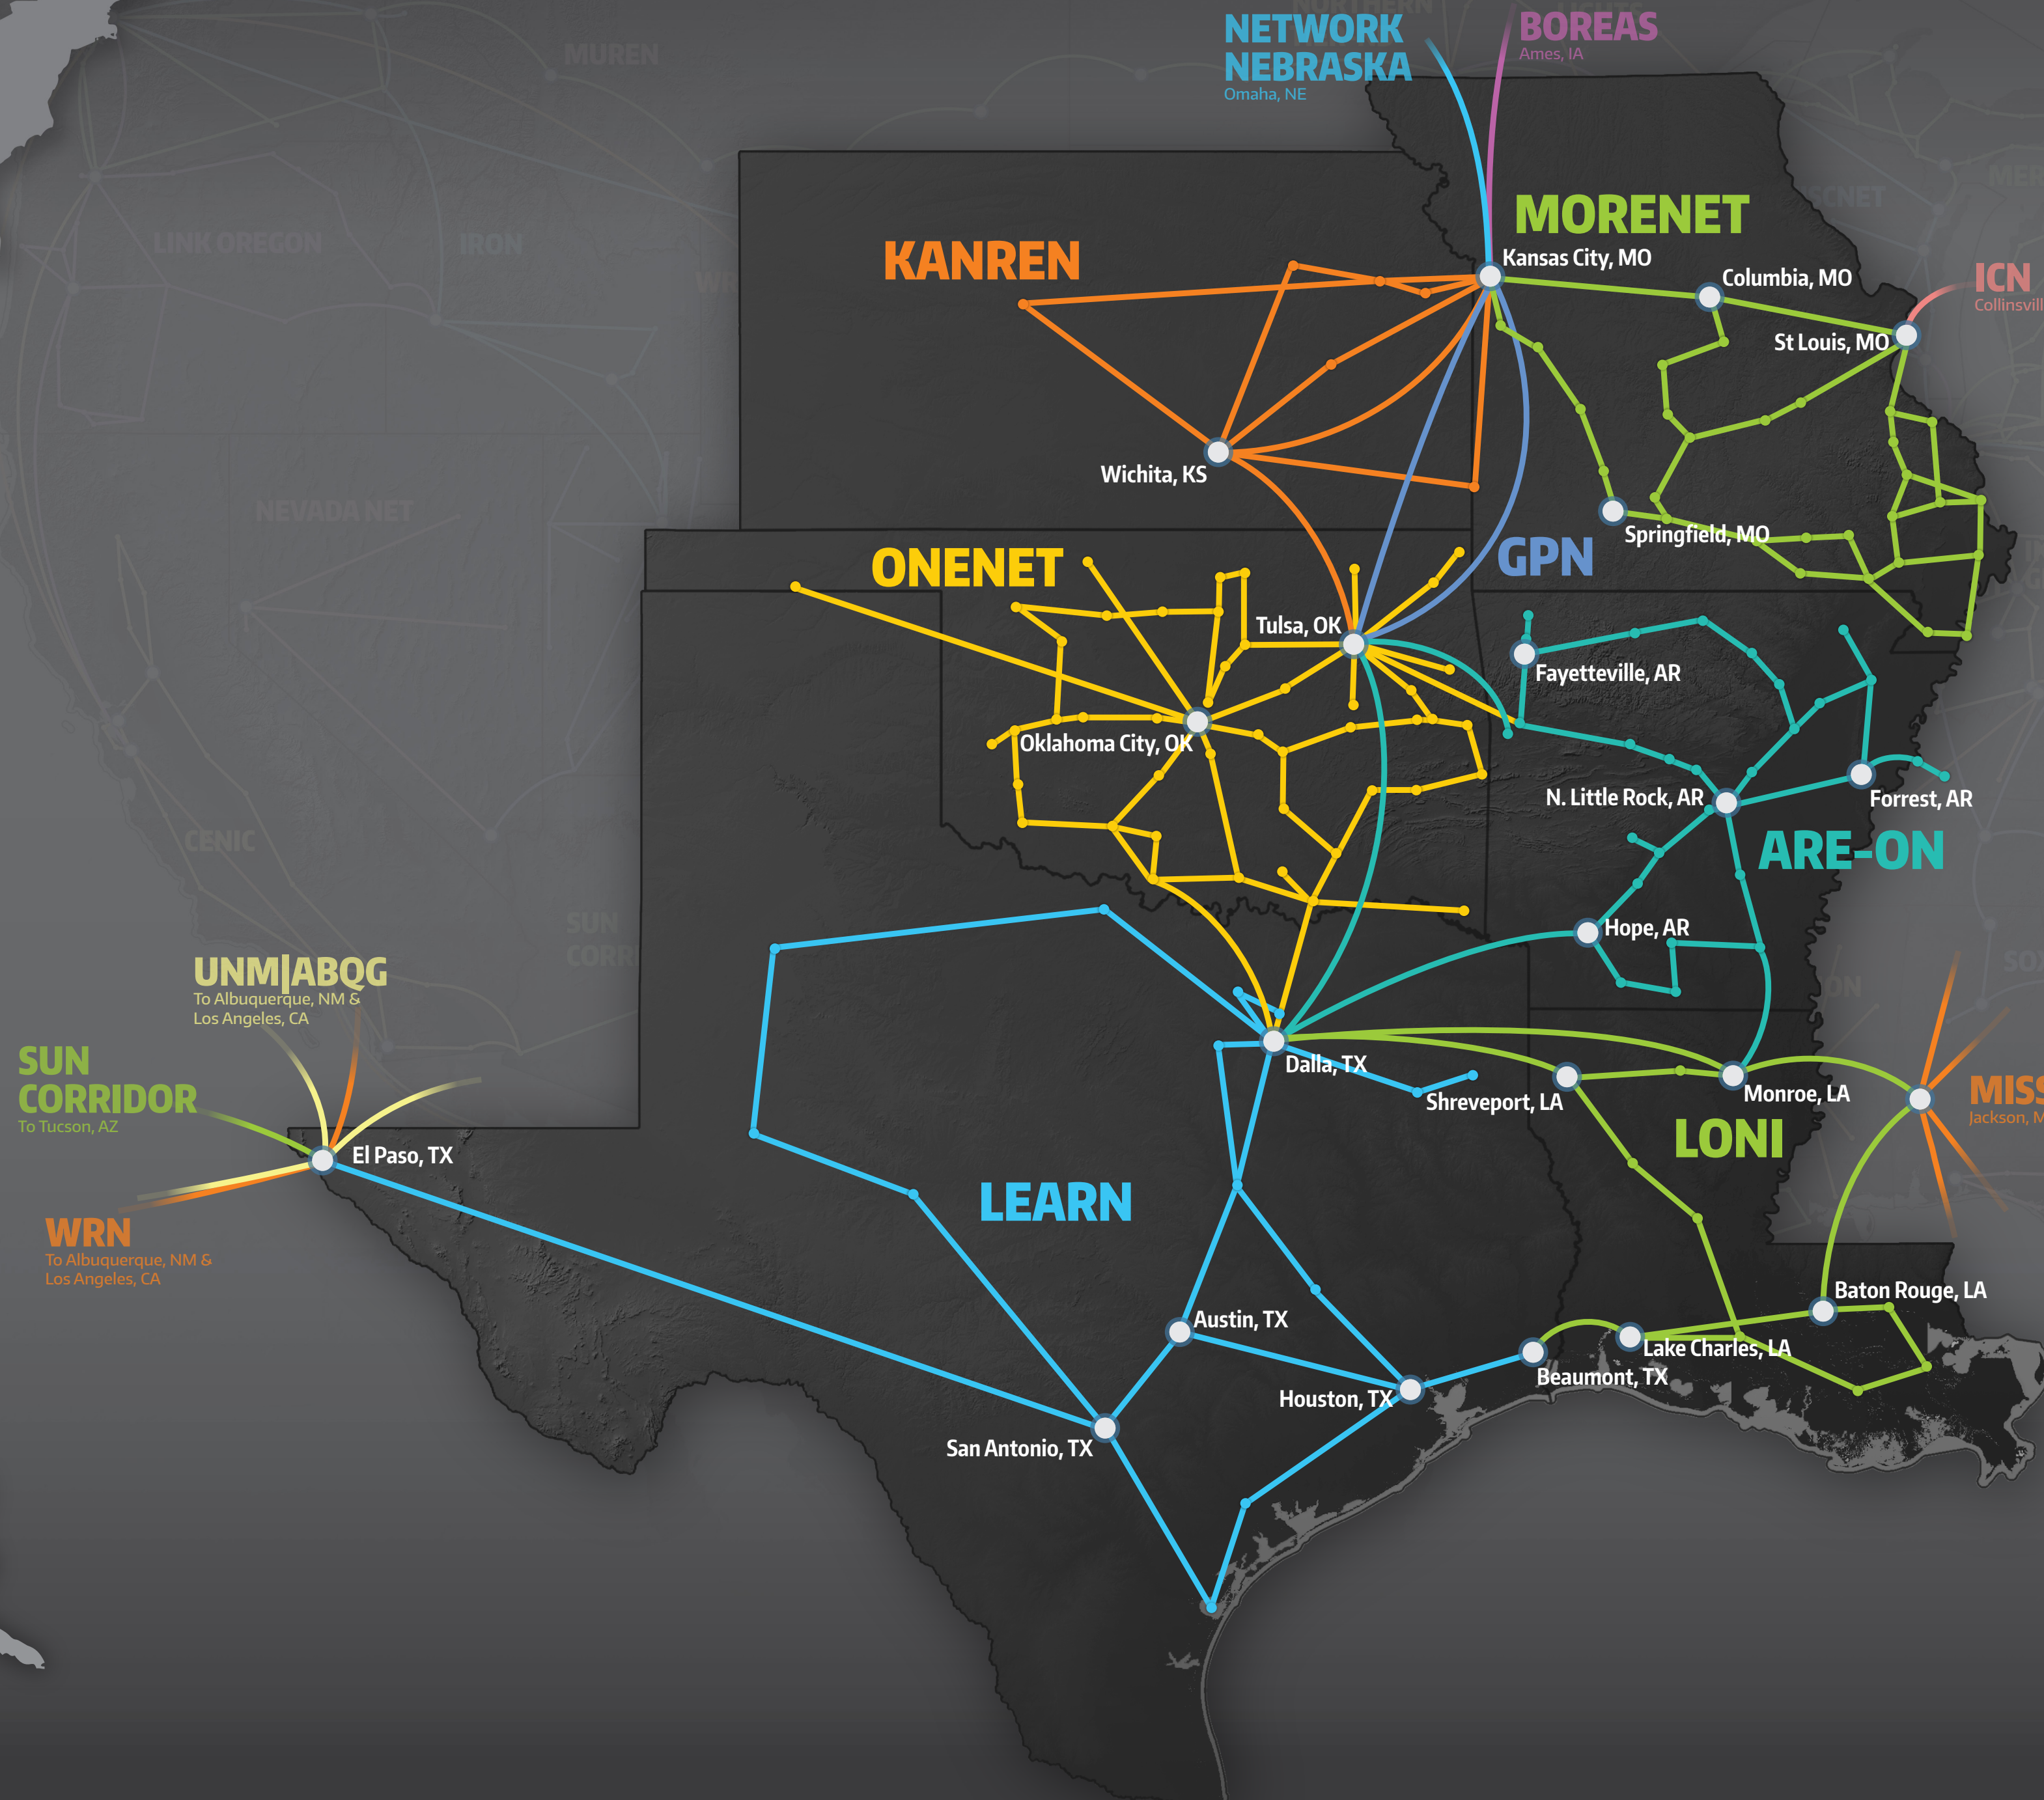 NORTHERN
LIGHTS
NETWORK
NEBRASKA
Omaha, NE
BOREAS
Ames, IA
MUREN
LINK OREGON
IRON
KANREN
MORENET
Kansas City, MO
Columbia, MO
St Louis, MO
ICN
Wichita, KS
NEVADA NET
Springfield, MO
GPN
ONENET
Tulsa, OK
Fayetteville, AR
Oklahoma City, OK
N. Little Rock, AR
Forrest, AR
CENIC
ARE-ON
SUN
Hope, AR
UNM|ABQG
To Albuquerque, NM &
Los Angeles, CA
SUN
CORRIDOR
To Tucson, AZ
Dalla, TX
Shreveport, LA
Monroe, LA
El Paso, TX
LONI
LEARN
WRN
To Albuquerque, NM &
Los Angeles, CA
Baton Rouge, LA
Austin, TX
Lake Charles, LA
Beaumont, TX
Houston, TX
San Antonio, TX